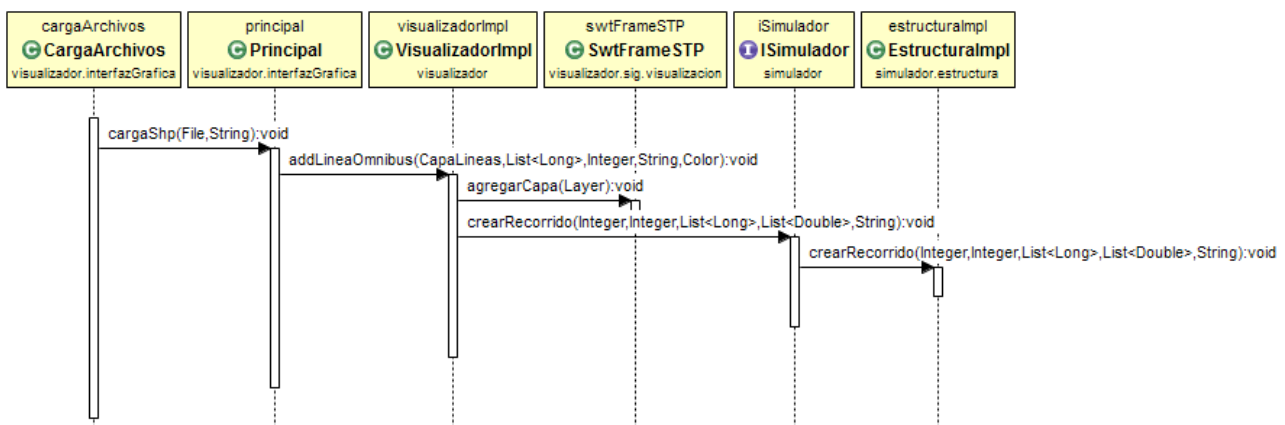 cargaArchivos
C CargaArchivos
visualizador.interfazGrafica
principal
C Principal
visualizador.interfazGrafica
visualizadorImpl
C VisualizadorImpl
visualizador
swtFrameSTP
C SwtFrameSTP
visualizador.sig.visualizacion
iSimulador
I ISimulador
simulador
estructuraImpl
C EstructuraImpl
simulador.estructura
cargaShp(File,String):void
addLineaOmnibus(CapaLineas,List<Long>,Integer,String,Color):void
agregarCapa(Layer):void
crearRecorrido(Integer,Integer,List<Long>,List<Double>,String):void
crearRecorrido(Integer,Integer,List<Long>,List<Double>,String):void